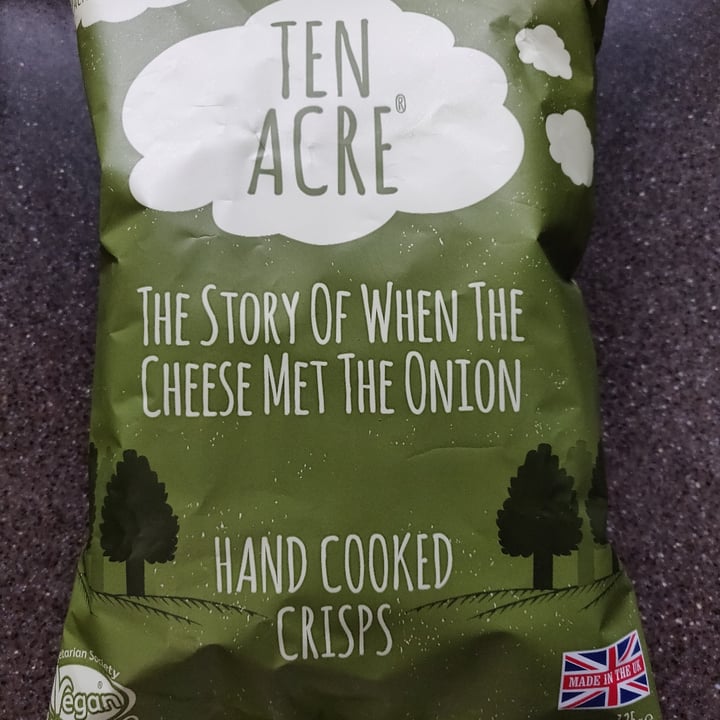 TEN
ACRE®
THE STORY OF WHEN THE
CHEESE MET THE ONION
HAND COOKED
CRISPS
Society
Vegan
MADE IN THE UK